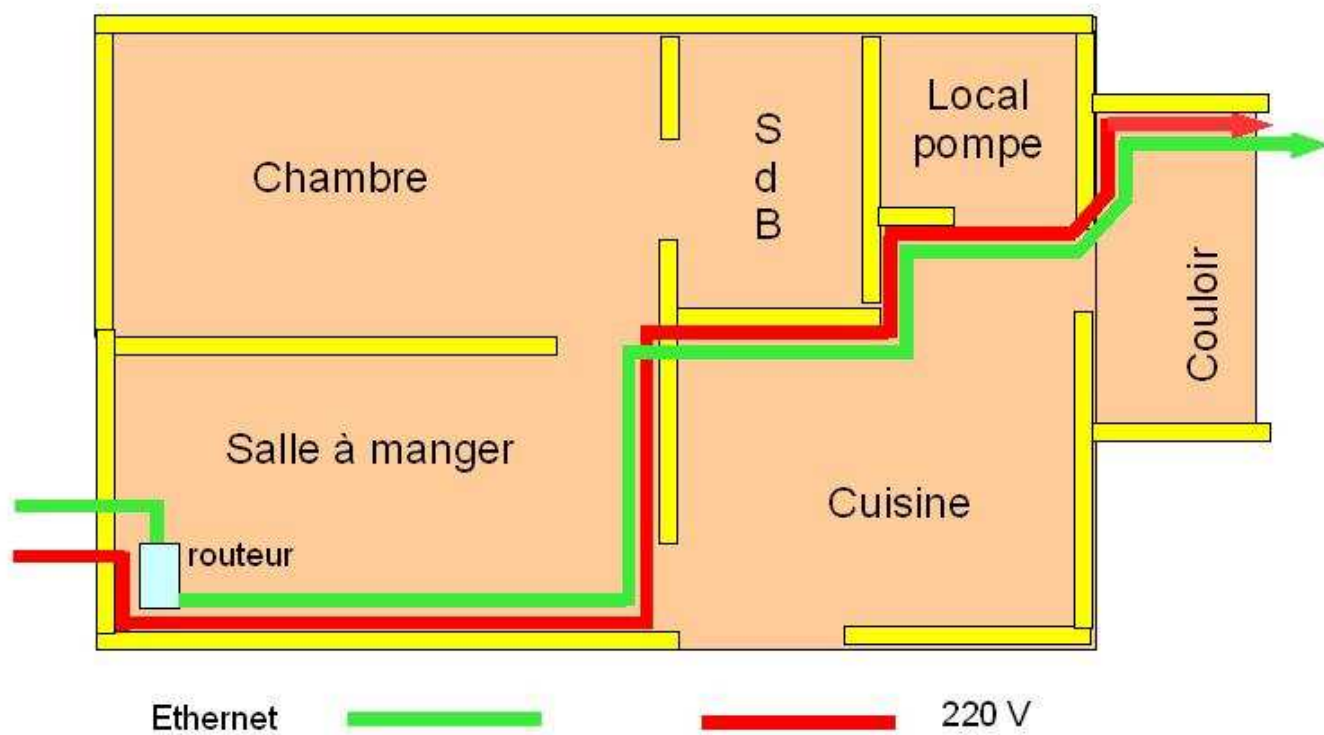 Local
pompe
S
d
B
Chambre
Couloir
Salle à manger
Cuisine
routeur
Ethernet
220 V